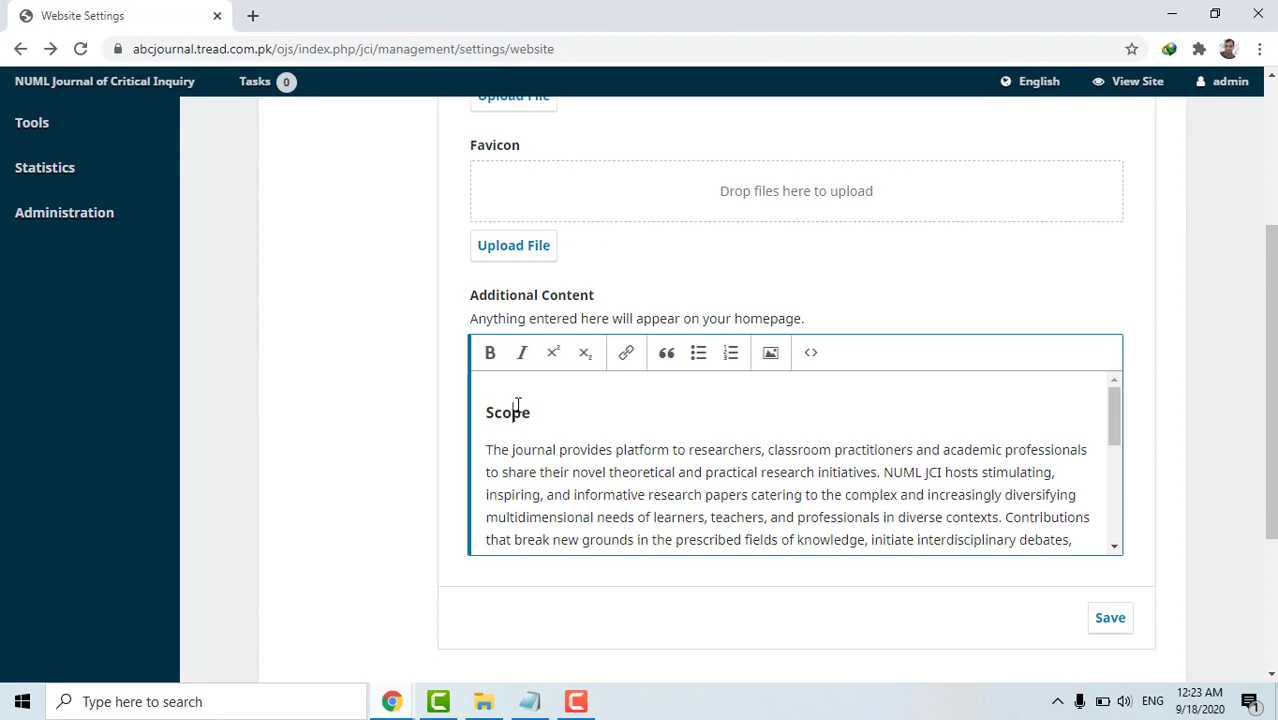 Website Settings
abcjournal.tread.com.pk/ojs/index.php/jci/management/settings/website
NUML Journal of Critical Inquiry
Tasks 0
English
View Site
admin
Tools
Statistics
Administration
Upload File
Favicon
Drop files here to upload
Upload File
Additional Content
Anything entered here will appear on your homepage.
Scope
The journal provides platform to researchers, classroom practitioners and academic professionals
to share their novel theoretical and practical research initiatives. NUML JCI hosts stimulating,
inspiring, and informative research papers catering to the complex and increasingly diversifying
multidimensional needs of learners, teachers, and professionals in diverse contexts. Contributions
that break new grounds in the prescribed fields of knowledge, initiate interdisciplinary debates,
Save
Type here to search
ENG
12:23 AM
9/18/2020
1